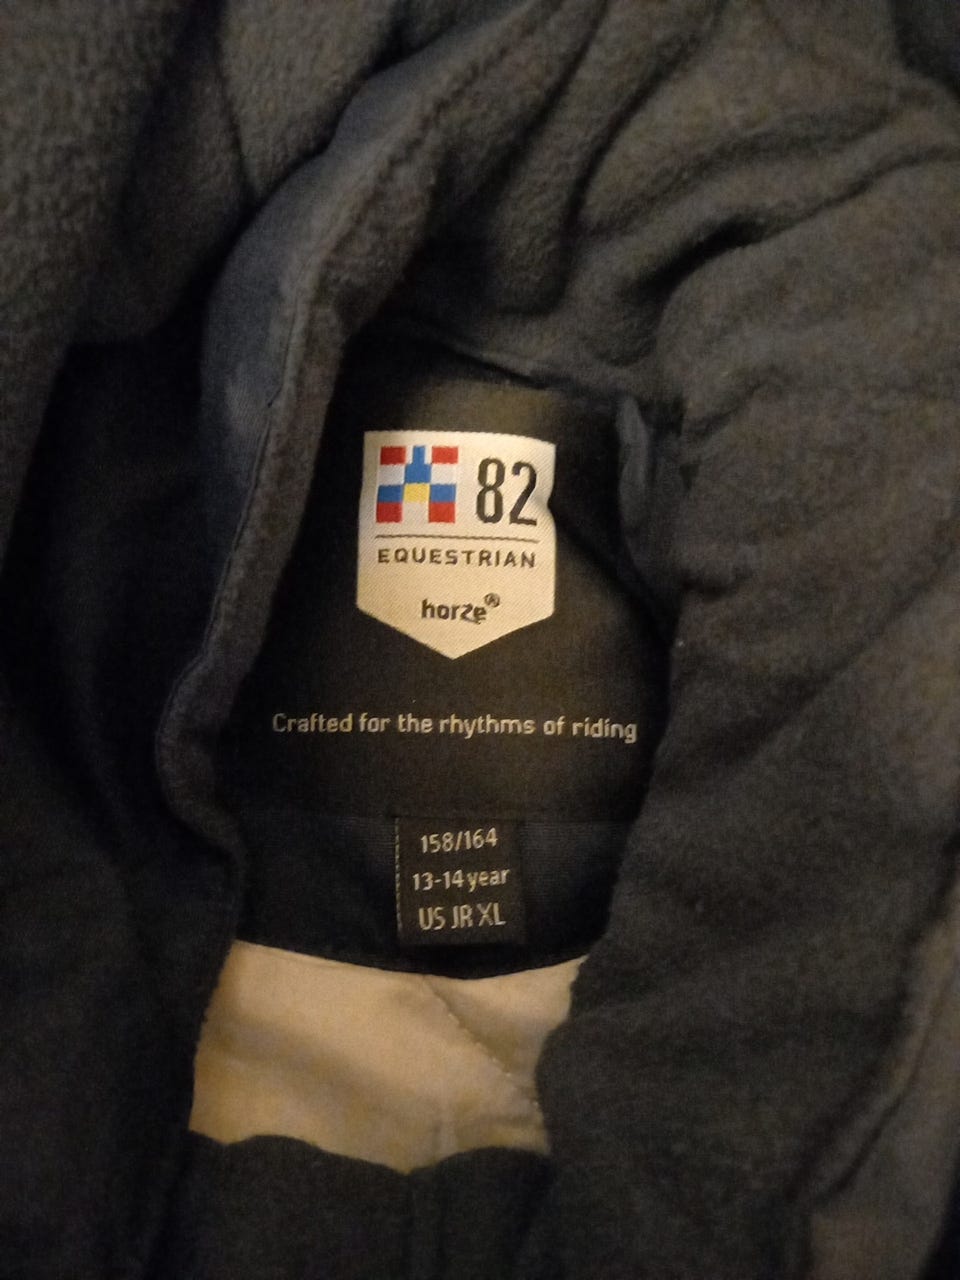 82
EQUESTRIAN
horze®
Crafted for the rhythms of riding
158/164
13-14 year
US JR XL